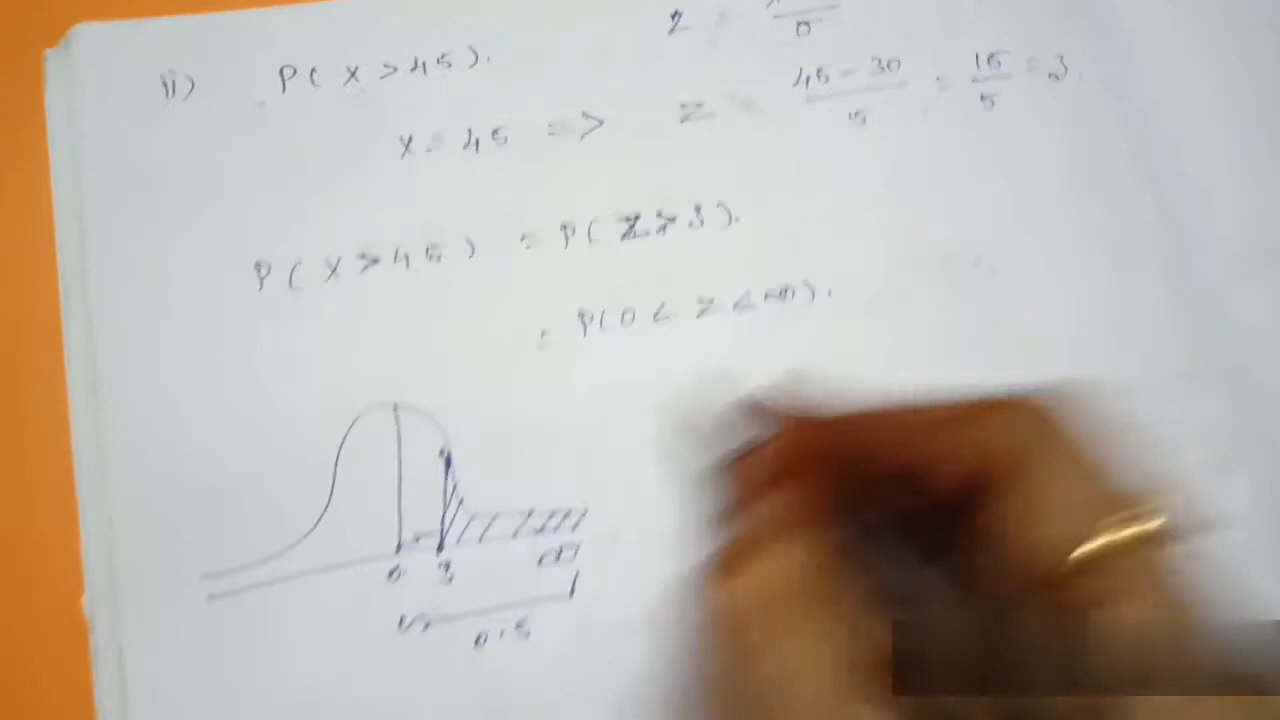 ii) P( X > 45 ).
x = 45 => Z = 45 - 30 / 5 = 15 / 5 = 3.
P( X > 45 ) = P( Z > 3 ).
= P( 0 < Z < ∞ ).
0 3 ∞
0.5